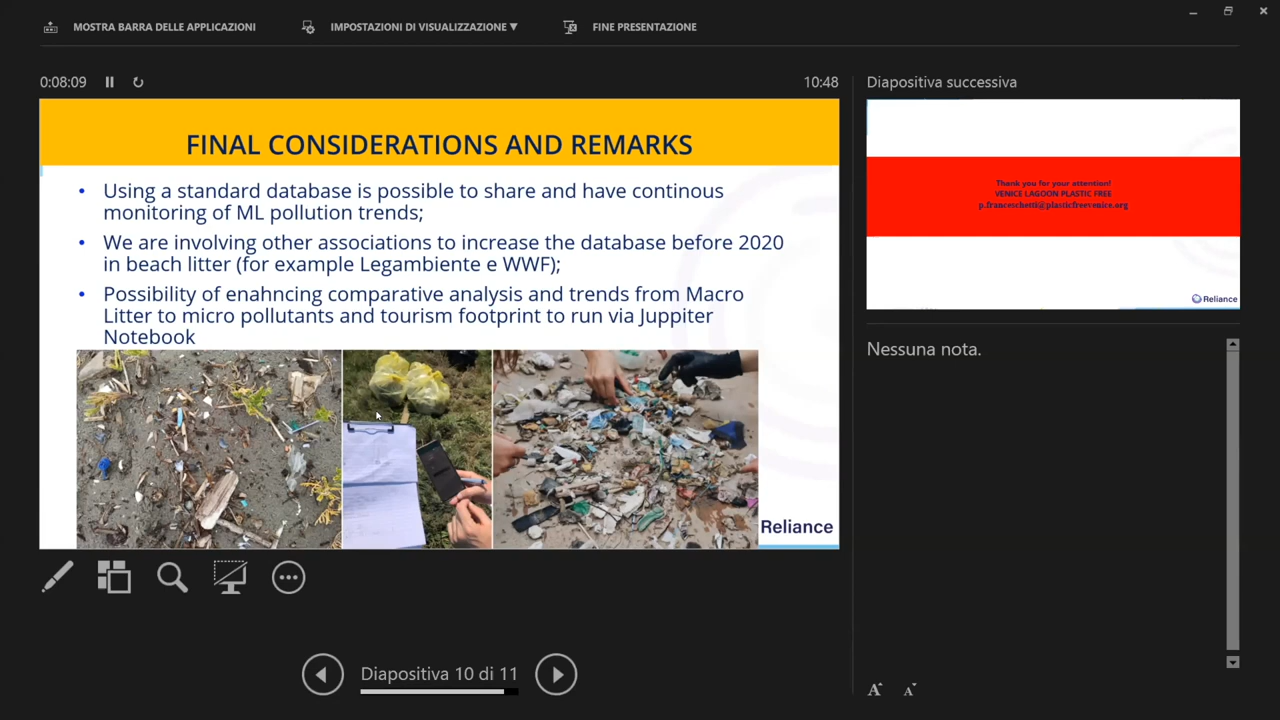 MOSTRA BARRA DELLE APPLICAZIONI
IMPOSTAZIONI DI VISUALIZZAZIONE ▼
FINE PRESENTAZIONE
0:08:09
10:48
FINAL CONSIDERATIONS AND REMARKS
• Using a standard database is possible to share and have continous
monitoring of ML pollution trends;
• We are involving other associations to increase the database before 2020
in beach litter (for example Legambiente e WWF);
• Possibility of enahncing comparative analysis and trends from Macro
Litter to micro pollutants and tourism footprint to run via Juppiter
Notebook
Reliance
Diapositiva 10 di 11
Diapositiva successiva
Thank you for your attention!
VENICE LAGOON PLASTIC FREE
p.franceschetti@plasticfreevenice.org
Reliance
Nessuna nota.
A A